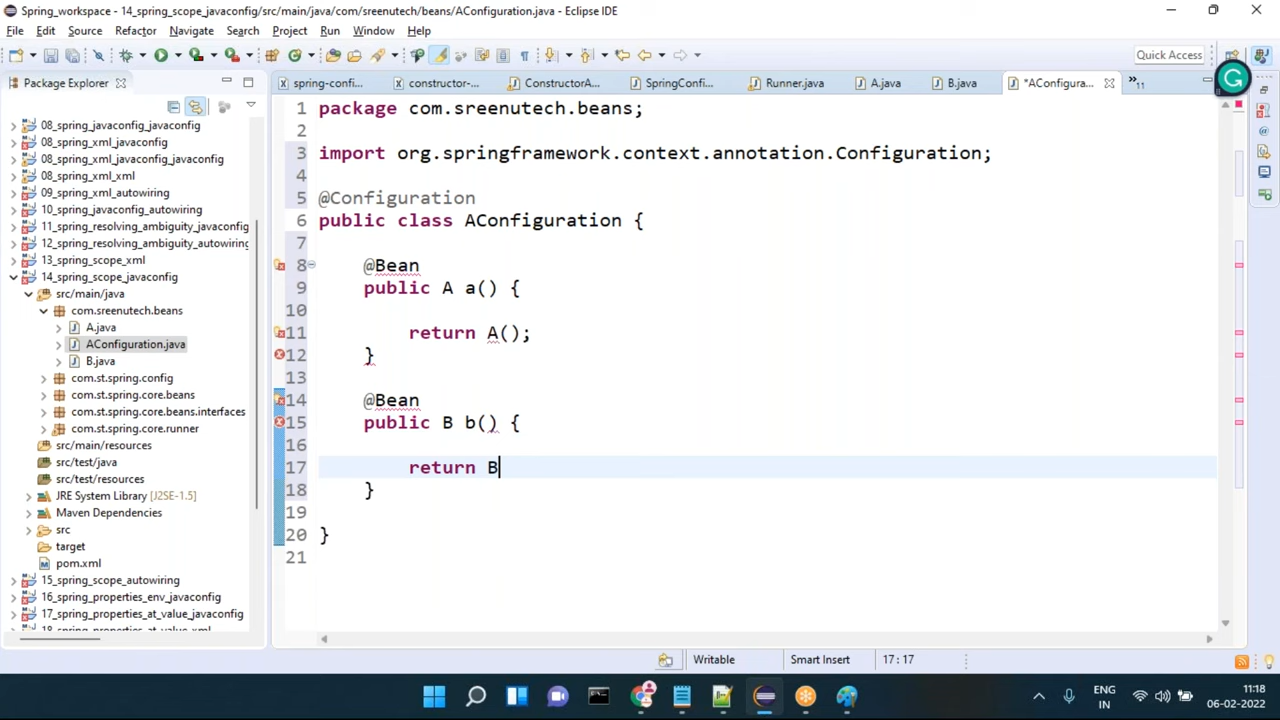 Spring_workspace - 14_spring_scope_javaconfig/src/main/java/com/sreenutech/beans/AConfiguration.java - Eclipse IDE
File Edit Source Refactor Navigate Search Project Run Window Help
Quick Access
Package Explorer
spring-confi... constructor-... ConstructorA... SpringConfi... Runner.java A.java B.java *AConfigura... »11
08_spring_javaconfig_javaconfig
08_spring_xml_javaconfig
08_spring_xml_javaconfig_javaconfig
08_spring_xml_xml
09_spring_xml_autowiring
10_spring_javaconfig_autowiring
11_spring_resolving_ambiguity_javaconfig
12_spring_resolving_ambiguity_autowiring
13_spring_scope_xml
14_spring_scope_javaconfig
src/main/java
com.sreenutech.beans
A.java
AConfiguration.java
B.java
com.st.spring.config
com.st.spring.core.beans
com.st.spring.core.beans.interfaces
com.st.spring.core.runner
src/main/resources
src/test/java
src/test/resources
JRE System Library [J2SE-1.5]
Maven Dependencies
src
target
pom.xml
15_spring_scope_autowiring
16_spring_properties_env_javaconfig
17_spring_properties_at_value_javaconfig
18_spring_properties_at_value_xml
1 package com.sreenutech.beans;
2
3 import org.springframework.context.annotation.Configuration;
4
5 @Configuration
6 public class AConfiguration {
7
8 @Bean
9 public A a() {
10
11 return A();
12 }
13
14 @Bean
15 public B b() {
16
17 return B
18 }
19
20 }
21
Writable Smart Insert 17 : 17
ENG
IN
11:18
06-02-2022